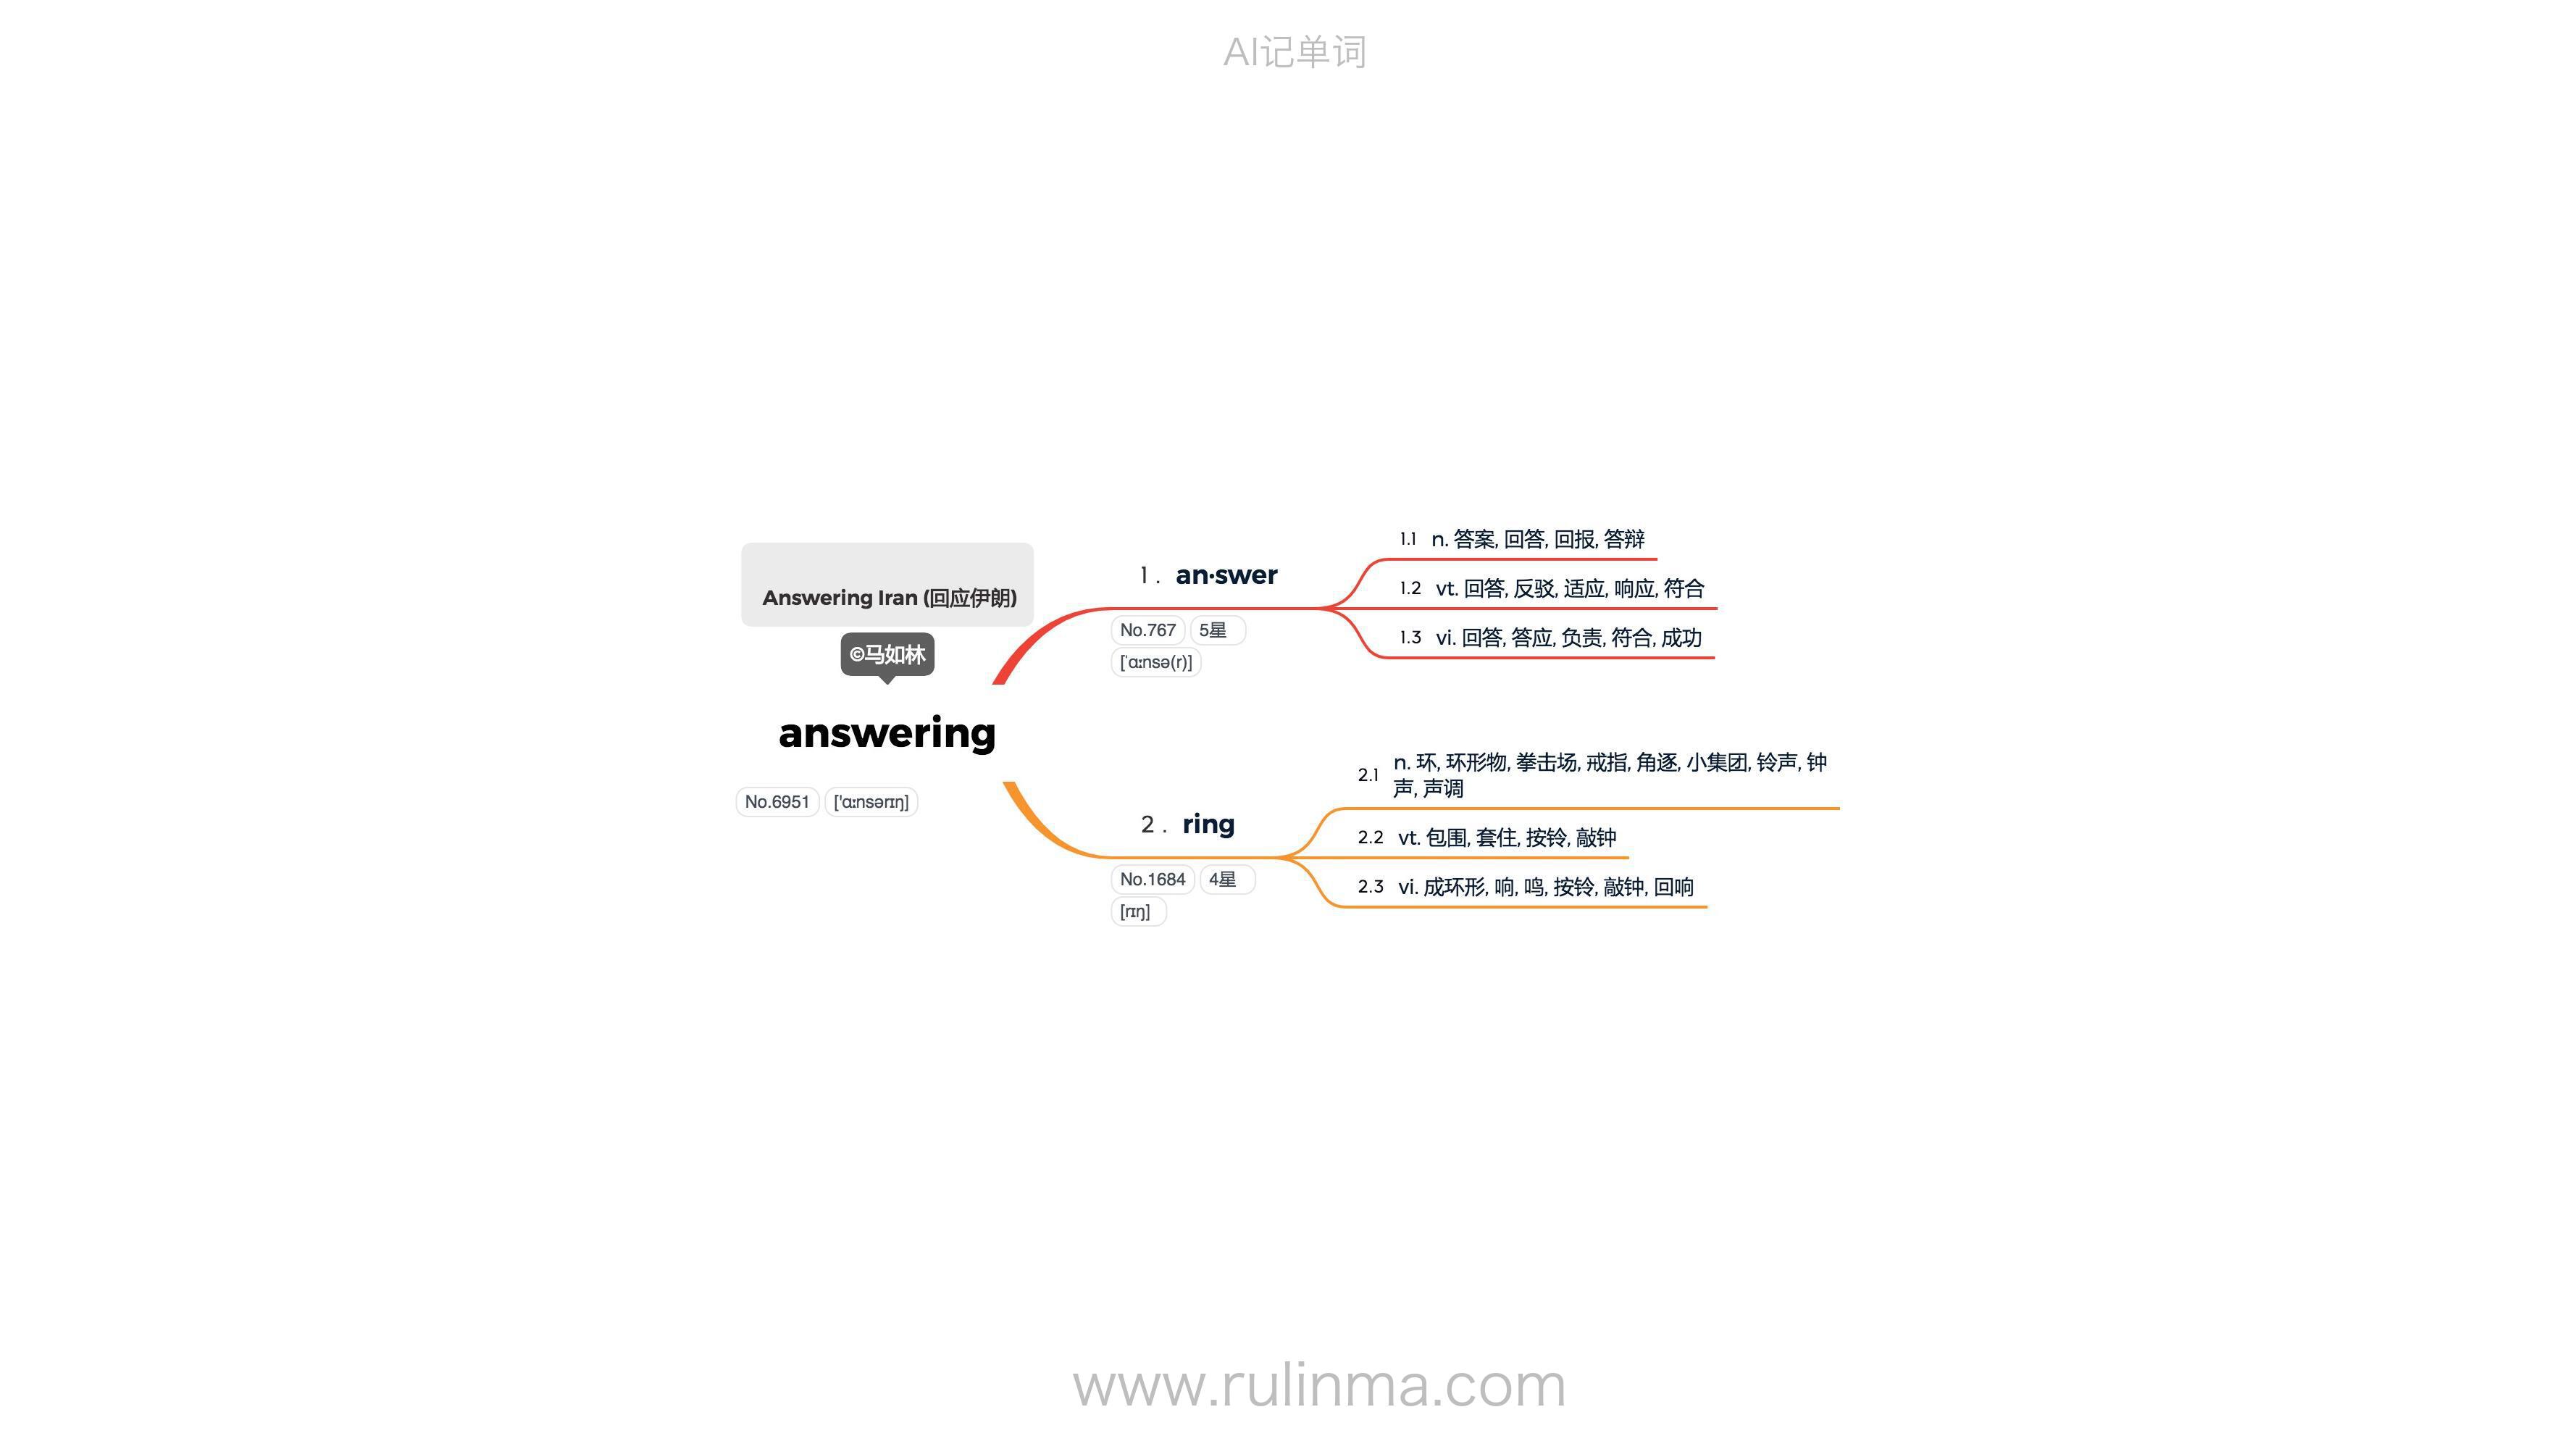 AI记单词
Answering Iran (回应伊朗)
©马如林
answering
No.6951 ['ɑːnsərɪŋ]
1. an·swer
No.767 5星
['ɑːnsə(r)]
1.1 n. 答案, 回答, 回报, 答辩
1.2 vt. 回答, 反驳, 适应, 响应, 符合
1.3 vi. 回答, 答应, 负责, 符合, 成功
2. ring
No.1684 4星
[rɪŋ]
2.1 n. 环, 环形物, 拳击场, 戒指, 角逐, 小集团, 铃声, 钟
声, 声调
2.2 vt. 包围, 套住, 按铃, 敲钟
2.3 vi. 成环形, 响, 鸣, 按铃, 敲钟, 回响
www.rulinma.com